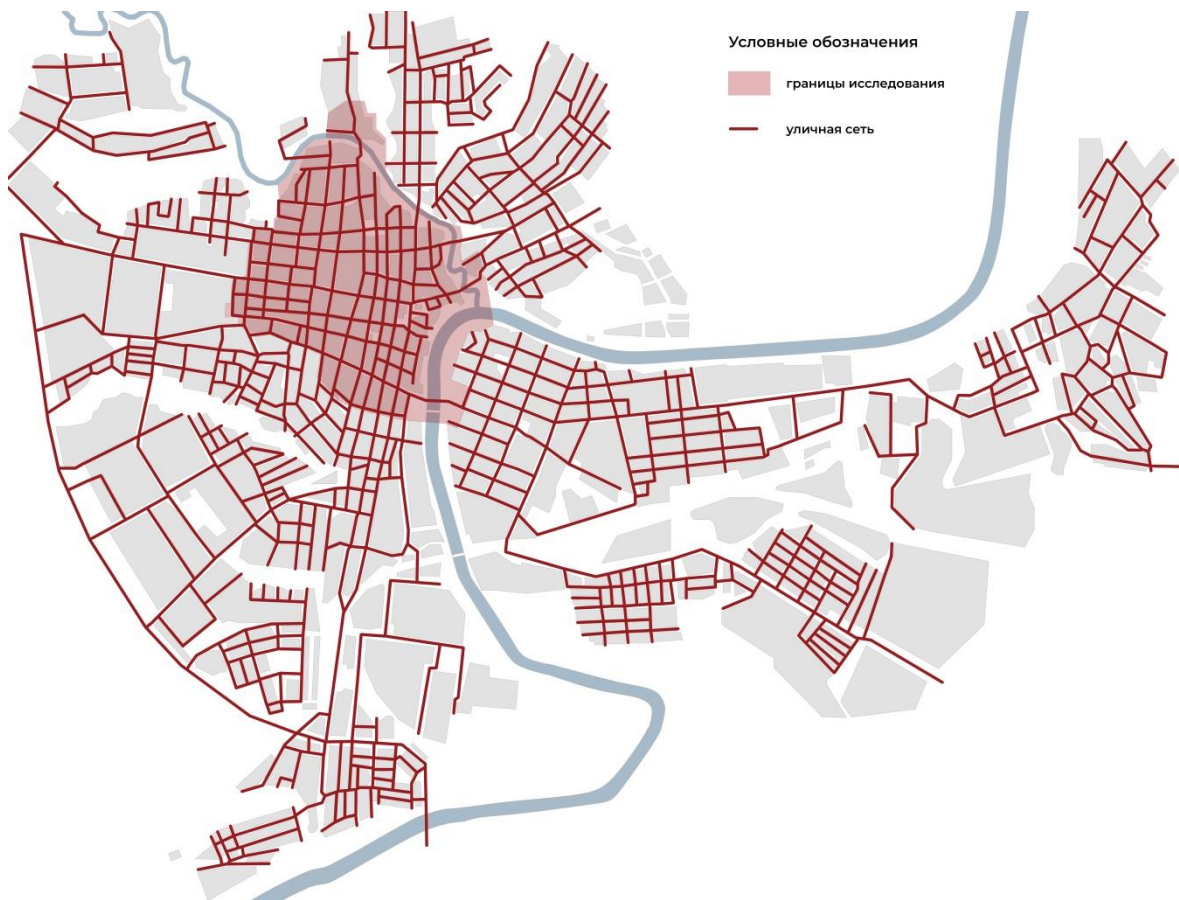 Условные обозначения
границы исследования
уличная сеть